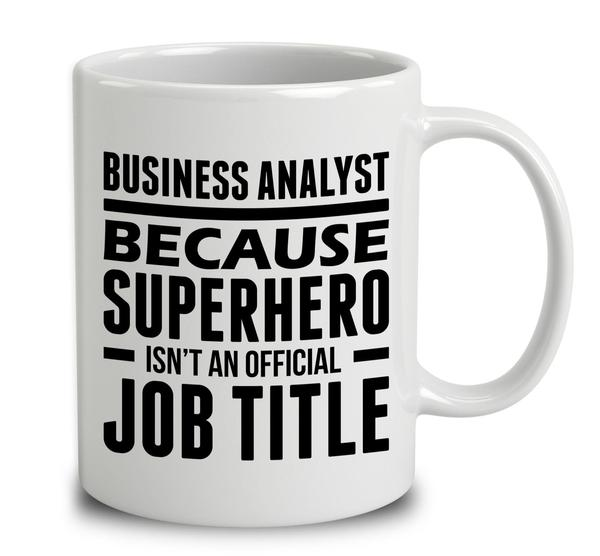 BUSINESS ANALYST
BECAUSE
SUPERHERO
ISN'T AN OFFICIAL
JOB TITLE